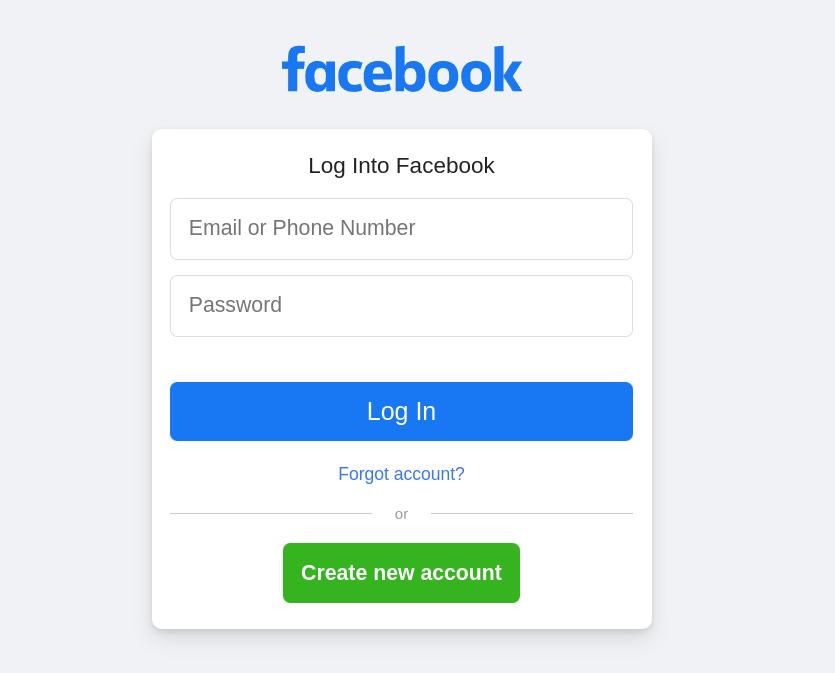 facebook
Log Into Facebook
Email or Phone Number
Password
Log In
Forgot account?
or
Create new account